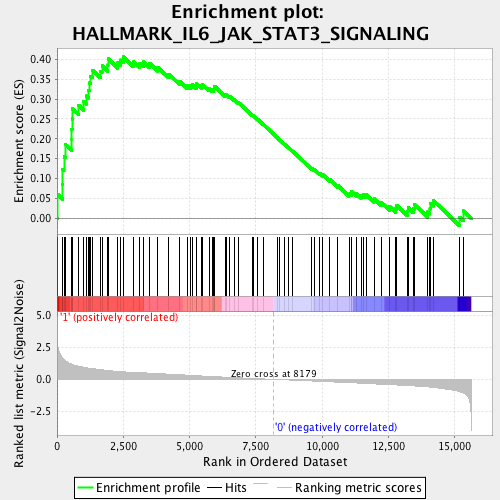 Enrichment plot:
HALLMARK_IL6_JAK_STAT3_SIGNALING
Enrichment score (ES)
0.40
0.35
0.30
0.25
0.20
0.15
0.10
0.05
0.00
Ranked list metric (Signal2Noise)
'1' (positively correlated)
5.0
2.5
0.0
-2.5
Zero cross at 8179
'0' (negatively correlated)
0
2,500
5,000
7,500
10,000
12,500
15,000
Rank in Ordered Dataset
Enrichment profile
Hits
Ranking metric scores